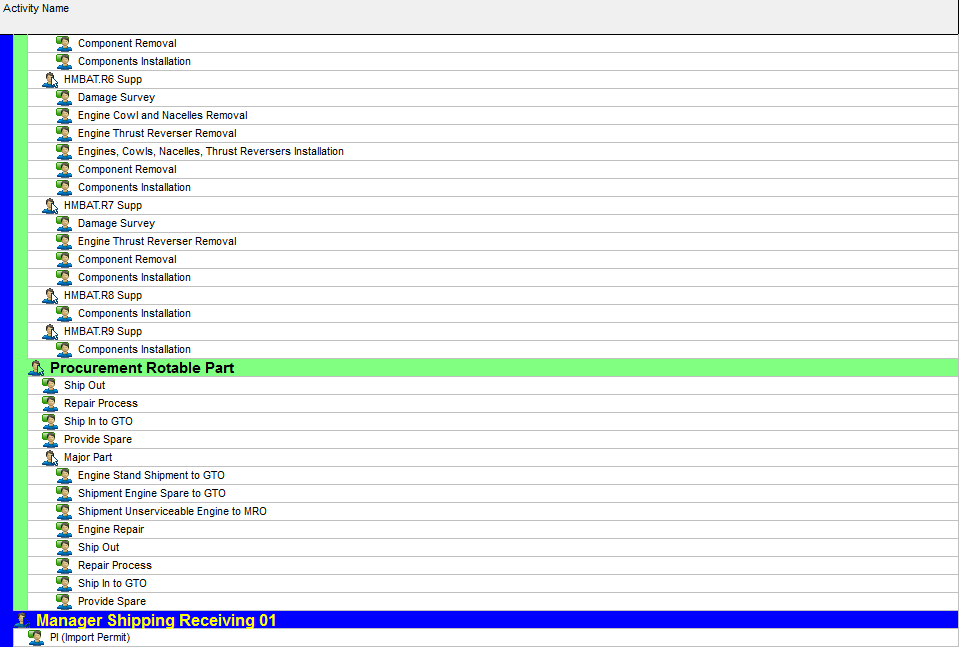 Activity Name
Component Removal
Components Installation
HMBAT.R6 Supp
Damage Survey
Engine Cowl and Nacelles Removal
Engine Thrust Reverser Removal
Engines, Cowls, Nacelles, Thrust Reversers Installation
Component Removal
Components Installation
HMBAT.R7 Supp
Damage Survey
Engine Thrust Reverser Removal
Component Removal
Components Installation
HMBAT.R8 Supp
Components Installation
HMBAT.R9 Supp
Components Installation
Procurement Rotable Part
Ship Out
Repair Process
Ship In to GTO
Provide Spare
Major Part
Engine Stand Shipment to GTO
Shipment Engine Spare to GTO
Shipment Unserviceable Engine to MRO
Engine Repair
Ship Out
Repair Process
Ship In to GTO
Provide Spare
Manager Shipping Receiving 01
PI (Import Permit)